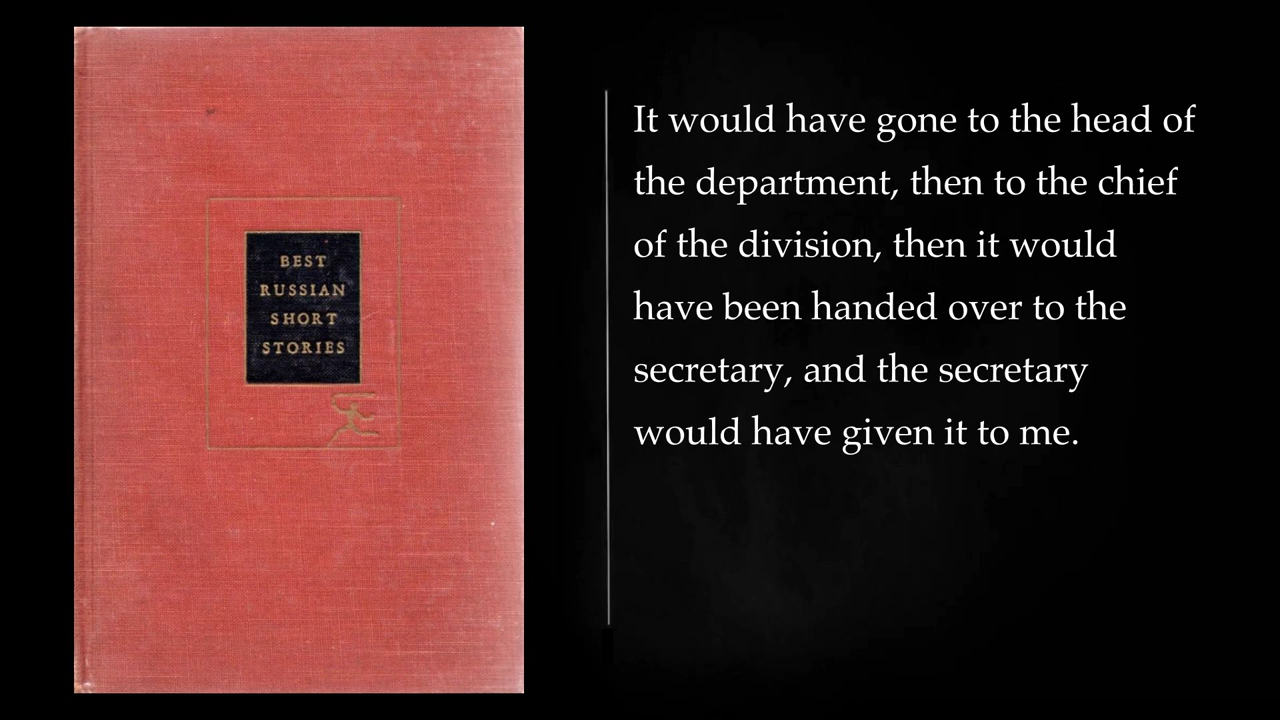 BEST
RUSSIAN
SHORT
STORIES
It would have gone to the head of
the department, then to the chief
of the division, then it would
have been handed over to the
secretary, and the secretary
would have given it to me.